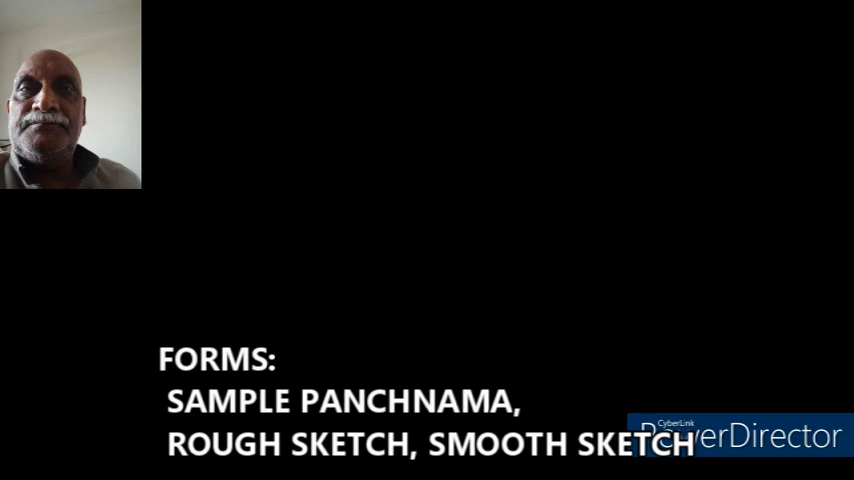 FORMS:
SAMPLE PANCHNAMA,
ROUGH SKETCH, SMOOTH SKETCH
CyberLink
PowerDirector